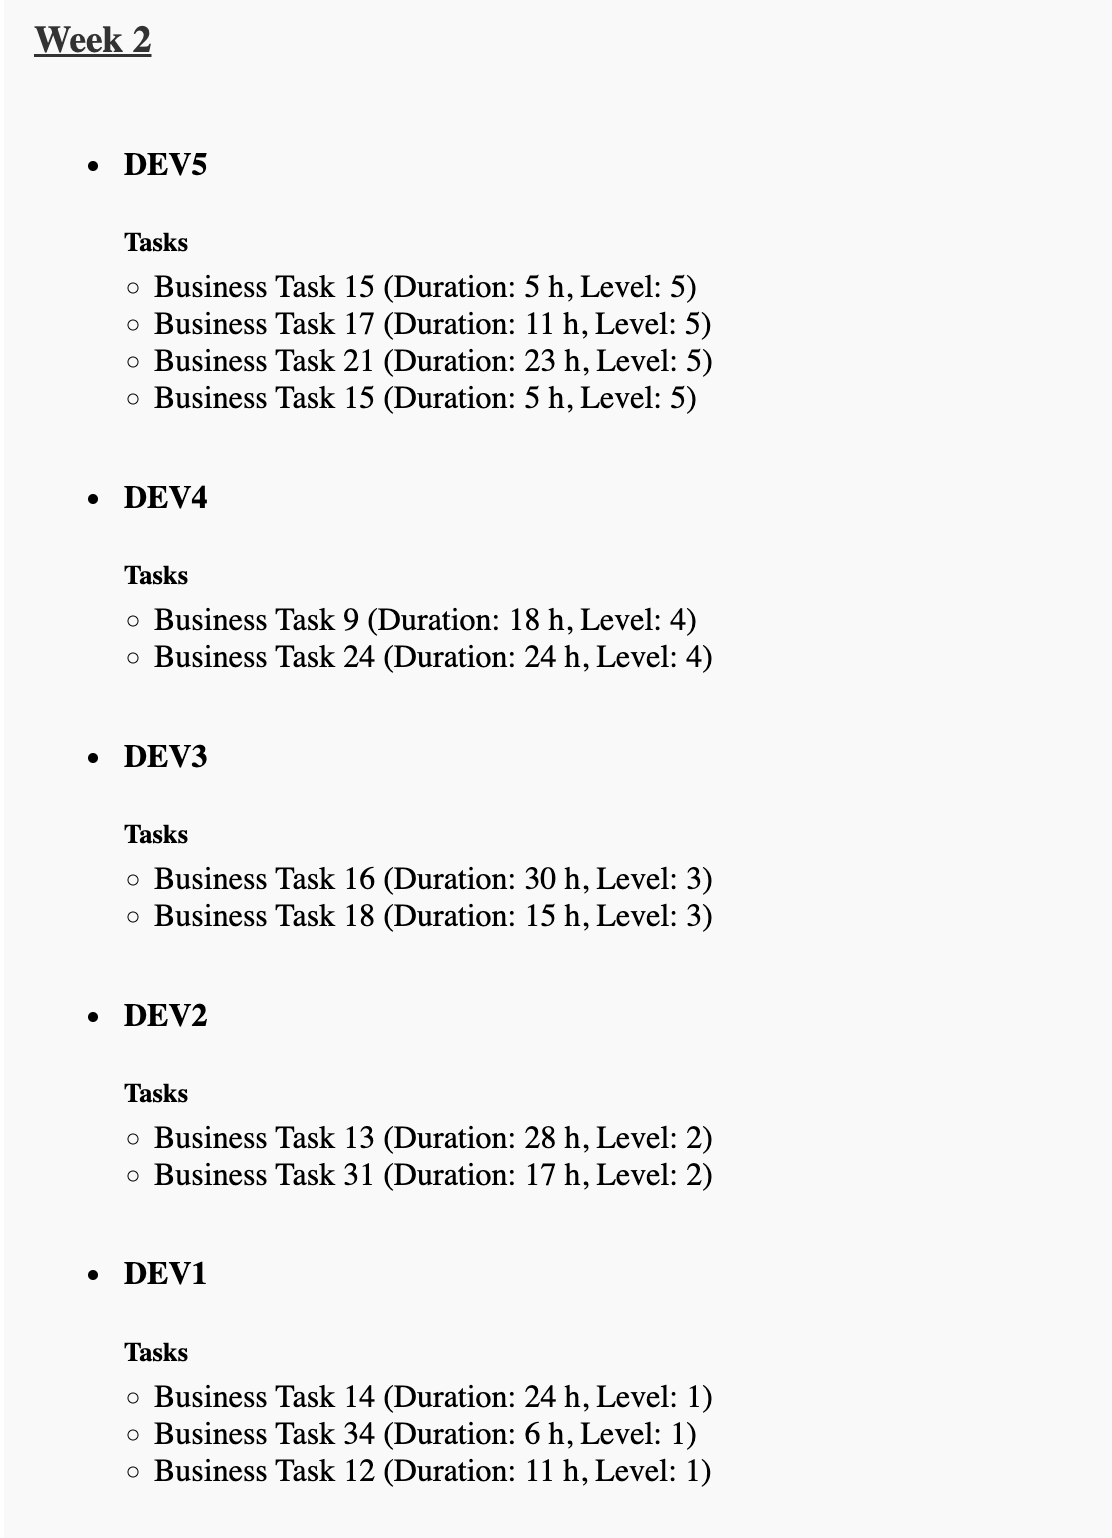 Week 2
DEV5
Tasks
Business Task 15 (Duration: 5 h, Level: 5)
Business Task 17 (Duration: 11 h, Level: 5)
Business Task 21 (Duration: 23 h, Level: 5)
Business Task 15 (Duration: 5 h, Level: 5)
DEV4
Tasks
Business Task 9 (Duration: 18 h, Level: 4)
Business Task 24 (Duration: 24 h, Level: 4)
DEV3
Tasks
Business Task 16 (Duration: 30 h, Level: 3)
Business Task 18 (Duration: 15 h, Level: 3)
DEV2
Tasks
Business Task 13 (Duration: 28 h, Level: 2)
Business Task 31 (Duration: 17 h, Level: 2)
DEV1
Tasks
Business Task 14 (Duration: 24 h, Level: 1)
Business Task 34 (Duration: 6 h, Level: 1)
Business Task 12 (Duration: 11 h, Level: 1)